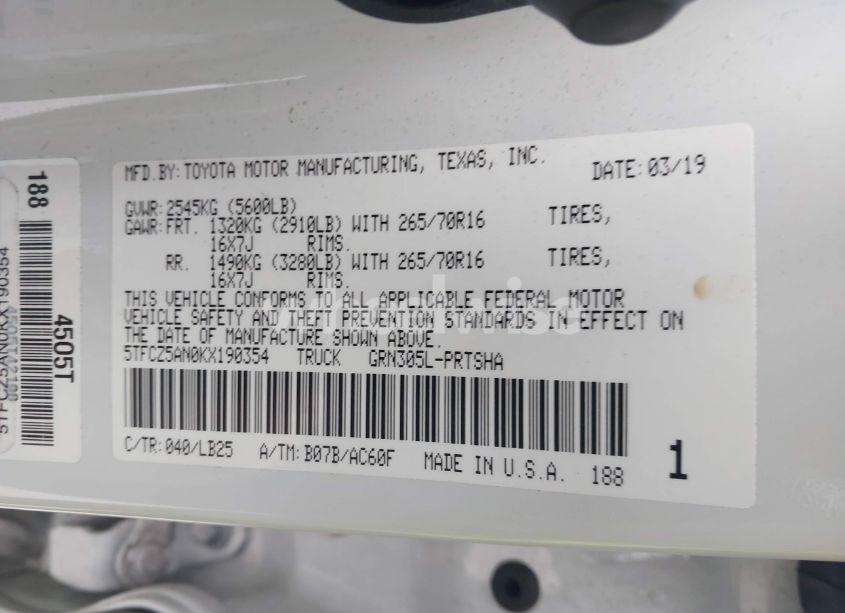 MFD.BY: TOYOTA MOTOR MANUFACTURING, TEXAS, INC. DATE: 03/19
GVWR: 2545KG (5600LB)
GAWR: FRT. 1320KG (2910LB) WITH 265/70R16 TIRES,
16X7J RIMS.
RR. 1490KG (3280LB) WITH 265/70R16 TIRES,
16X7J RIMS.
THIS VEHICLE CONFORMS TO ALL APPLICABLE FEDERAL MOTOR
VEHICLE SAFETY AND THEFT PREVENTION STANDARDS IN EFFECT ON
THE DATE OF MANUFACTURE SHOWN ABOVE.
5TFCZ5AN0KX190354 TRUCK GRN305L-PRTSHA
C/TR: 040/LB25 A/TM: B07B/AC60F MADE IN U.S.A. 188 1
188
4505T
5TFCZ5AN0KX190354